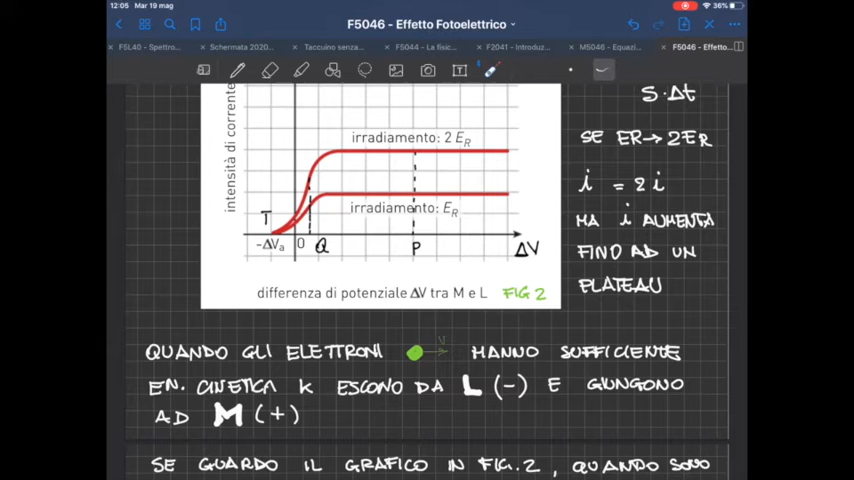 12:05 Mar 19 mag
36%
F5046 - Effetto Fotoelettrico
F5L40 - Spettro...
Schermata 2020...
Taccuino senza...
F5044 - La fisic...
F2041 - Introduz...
M5046 - Equazi...
F5046 - Effetto...
S·Δt
SE ER→2ER
i = 2i
MA i AUMENTA
FINO AD UN
PLATEAU
intensità di corrente
irradiamento: 2 E_R
irradiamento: E_R
T
-ΔVₐ 0 Q P ΔV
differenza di potenziale ΔV tra M e L FIG 2
QUANDO GLI ELETTRONI V HANNO SUFFICIENTE
EN. CINETICA K ESCONO DA L (-) E GIUNGONO
AD M (+)
SE GUARDO IL GRAFICO IN FIG.2, QUANDO SONO